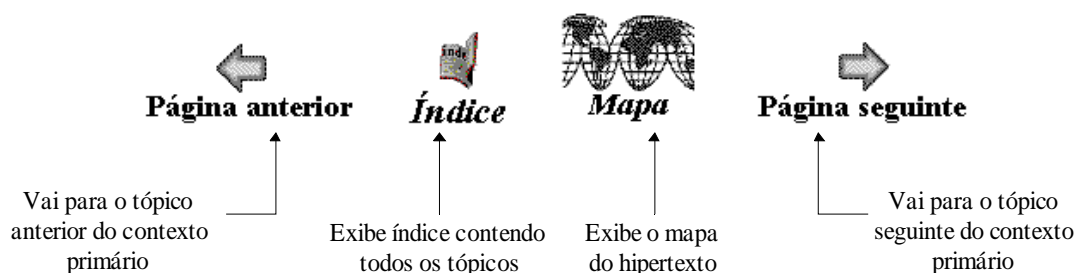 Página anterior
Índice
Mapa
Página seguinte
Vai para o tópico
anterior do contexto
primário
Exibe índice contendo
todos os tópicos
Exibe o mapa
do hipertexto
Vai para o tópico
seguinte do contexto
primário